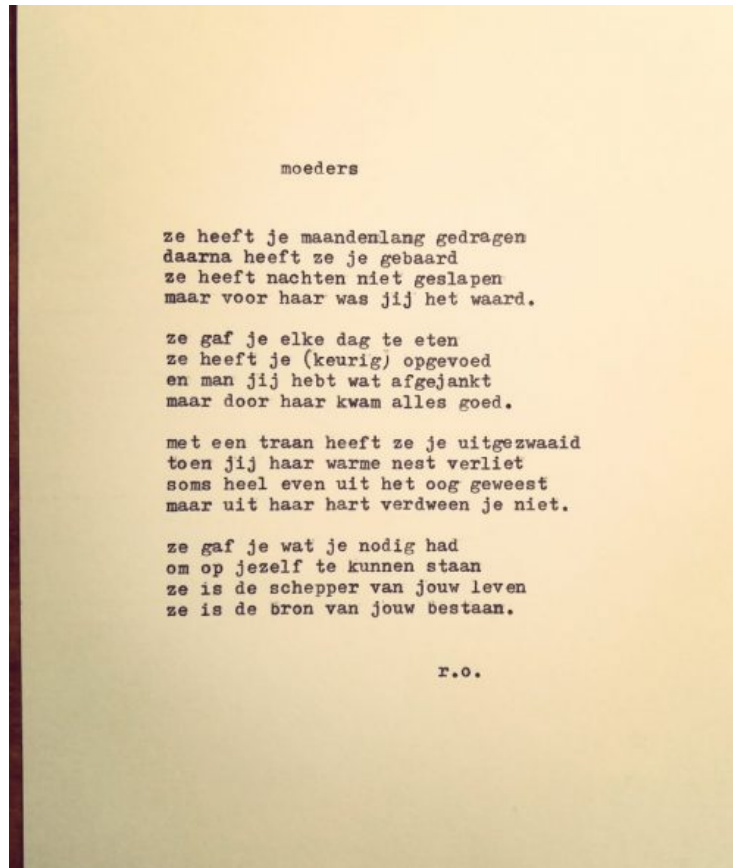 moeders
ze heeft je maandenlang gedragen
daarna heeft ze je gebaard
ze heeft nachten niet geslapen
maar voor haar was jij het waard.
ze gaf je elke dag te eten
ze heeft je (keurig) opgevoed
en man jij hebt wat afgejankt
maar door haar kwam alles goed.
met een traan heeft ze je uitgezwaaid
toen jij haar warme nest verliet
soms heel even uit het oog geweest
maar uit haar hart verdween je niet.
ze gaf je wat je nodig had
om op jezelf te kunnen staan
ze is de schepper van jouw leven
ze is de bron van jouw bestaan.
r.o.